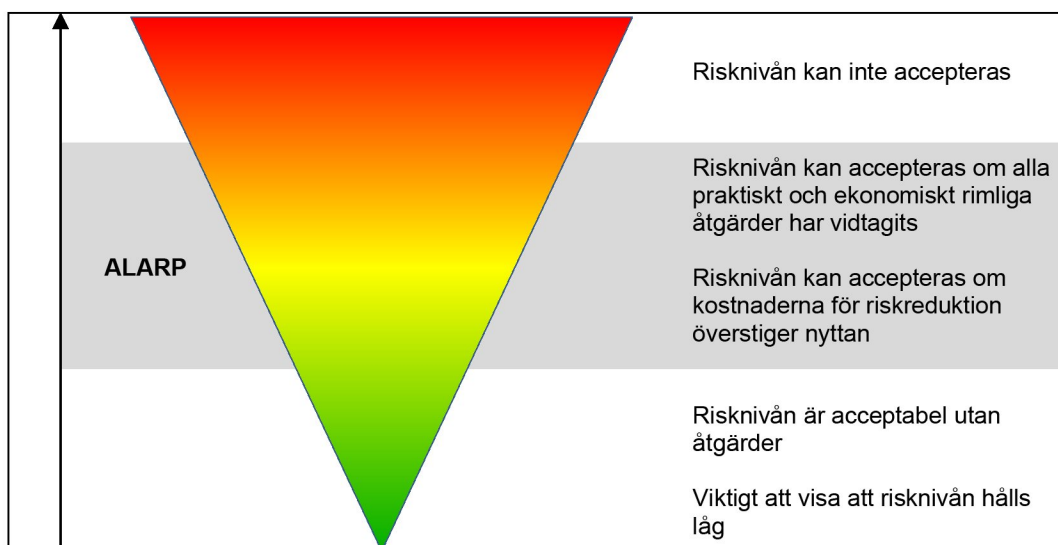 Risknivån kan inte accepteras
Risknivån kan accepteras om alla
praktiskt och ekonomiskt rimliga
åtgärder har vidtagits
ALARP
Risknivån kan accepteras om
kostnaderna för riskreduktion
överstiger nyttan
Risknivån är acceptabel utan
åtgärder
Viktigt att visa att risknivån hålls
låg